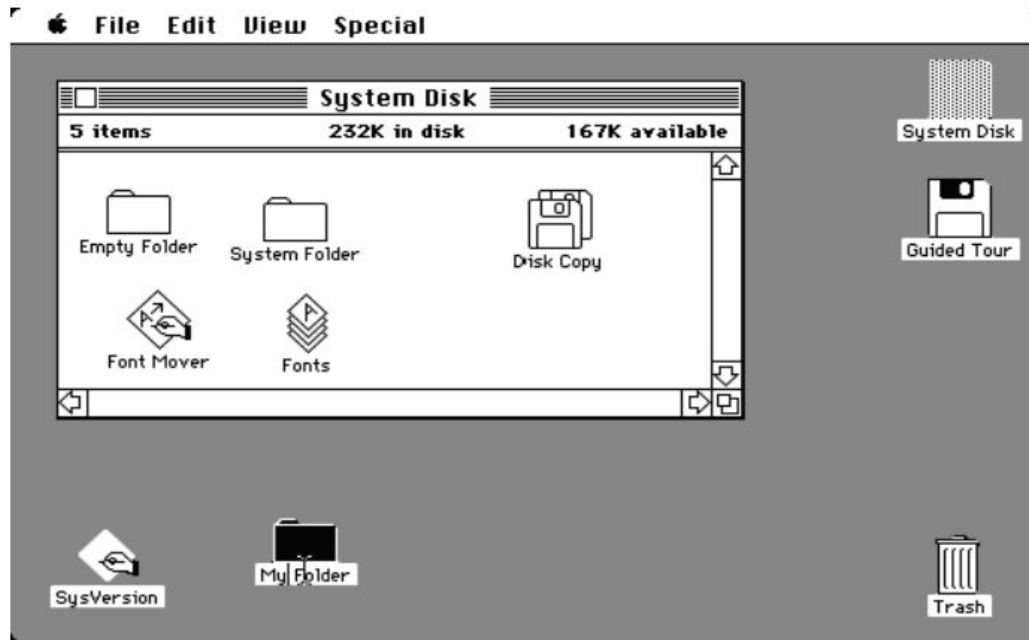 File Edit View Special
System Disk
5 items 232K in disk 167K available
Empty Folder
System Folder
Disk Copy
Font Mover
Fonts
System Disk
Guided Tour
SysVersion
My Folder
Trash